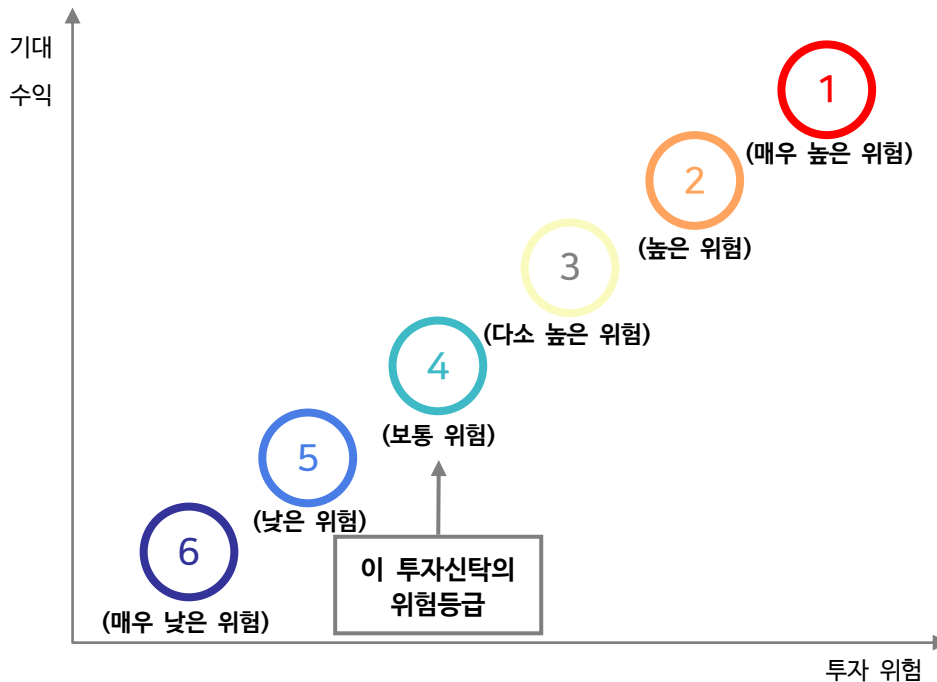 기대
수익
1
(매우 높은 위험)
2
(높은 위험)
3
(다소 높은 위험)
4
(보통 위험)
5
(낮은 위험)
6
(매우 낮은 위험)
이 투자신탁의
위험등급
투자 위험